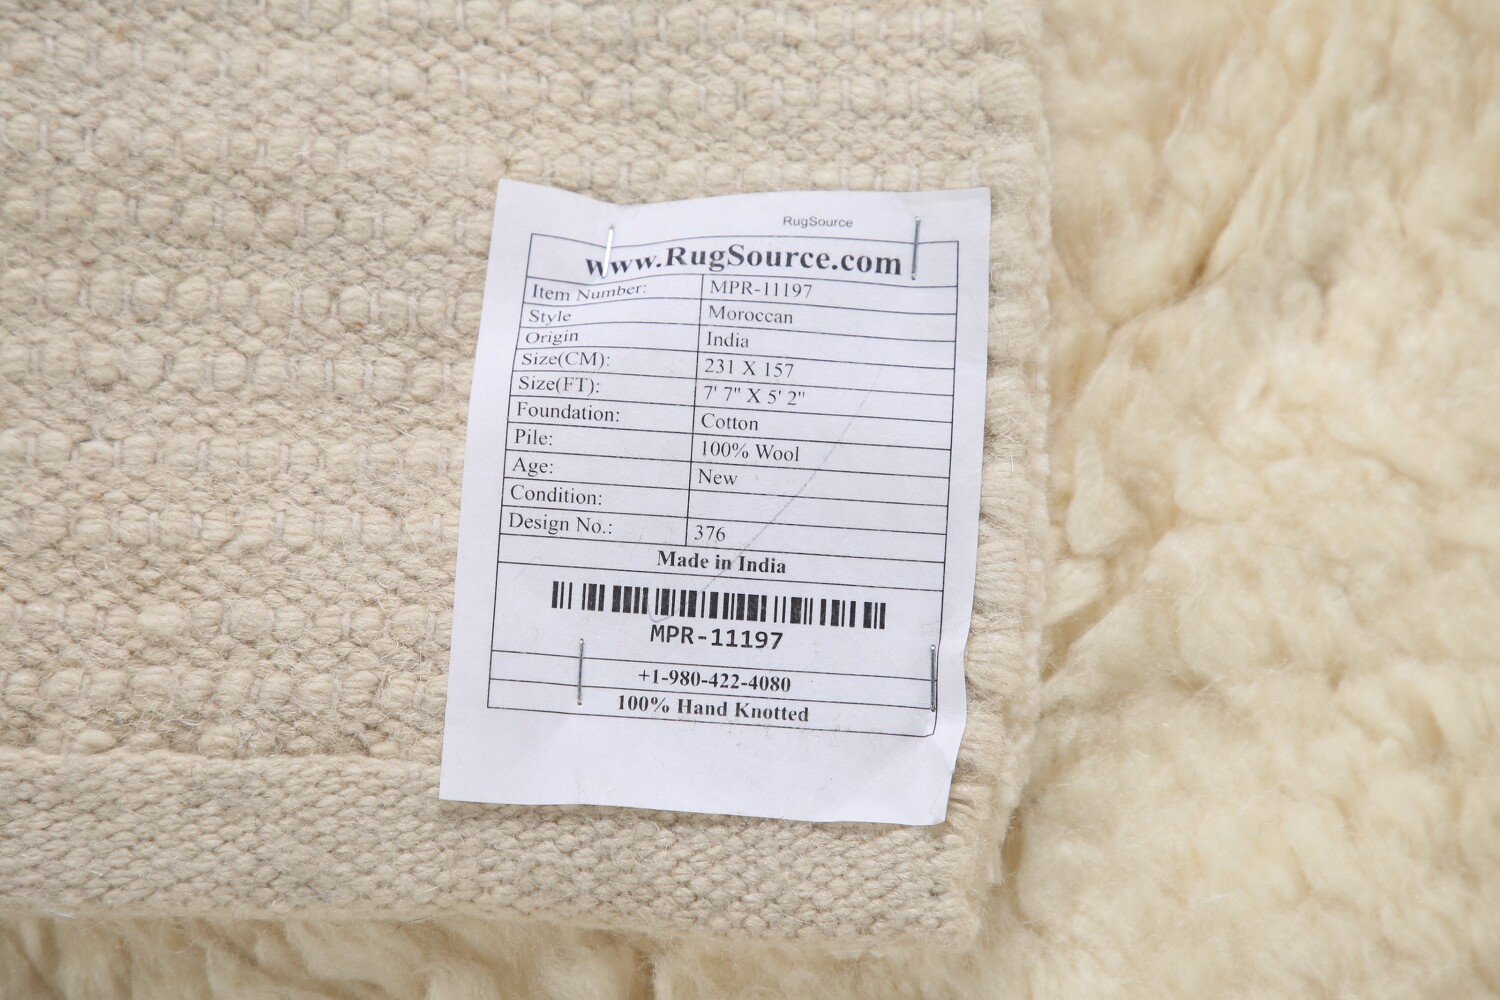 RugSource
www.RugSource.com
Item Number: MPR-11197
Style Moroccan
Origin India
Size(CM): 231 X 157
Size(FT): 7' 7" X 5' 2"
Foundation: Cotton
Pile: 100% Wool
Age: New
Condition:
Design No.: 376
Made in India
MPR-11197
+1-980-422-4080
100% Hand Knotted